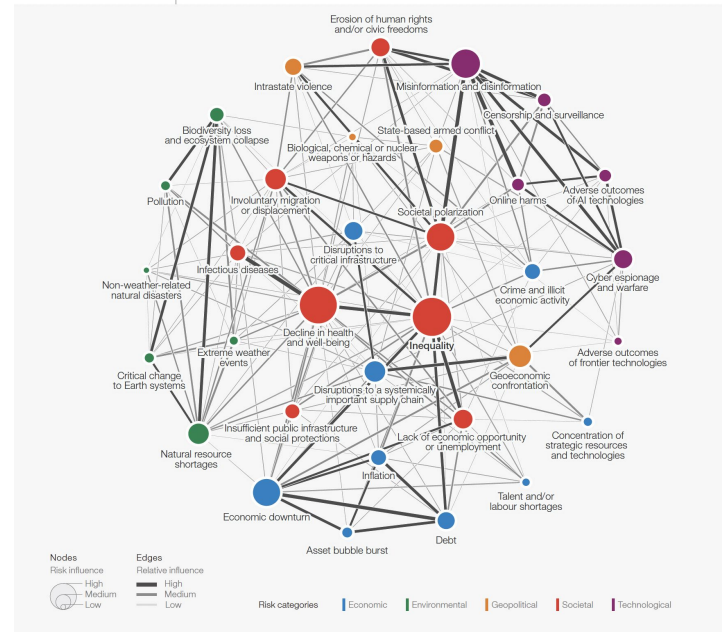 Erosion of human rights
and/or civic freedoms
Intrastate violence
Misinformation and disinformation
Censorship and surveillance
Biodiversity loss
and ecosystem collapse
State-based armed conflict
Biological, chemical or nuclear
weapons or hazards
Pollution
Involuntary migration
or displacement
Societal polarization
Online harms
Adverse outcomes
of AI technologies
Disruptions to
critical infrastructure
Infectious diseases
Non-weather-related
natural disasters
Crime and illicit
economic activity
Cyber espionage
and warfare
Decline in health
and well-being
Inequality
Extreme weather
events
Adverse outcomes
of frontier technologies
Critical change
to Earth systems
Geoeconomic
confrontation
Disruptions to a systemically
important supply chain
Insufficient public infrastructure
and social protections
Lack of economic opportunity
or unemployment
Concentration of
strategic resources
and technologies
Natural resource
shortages
Inflation
Talent and/or
labour shortages
Economic downturn
Debt
Asset bubble burst
Nodes
Risk influence
High
Medium
Low
Edges
Relative influence
High
Medium
Low
Risk categories Economic Environmental Geopolitical Societal Technological